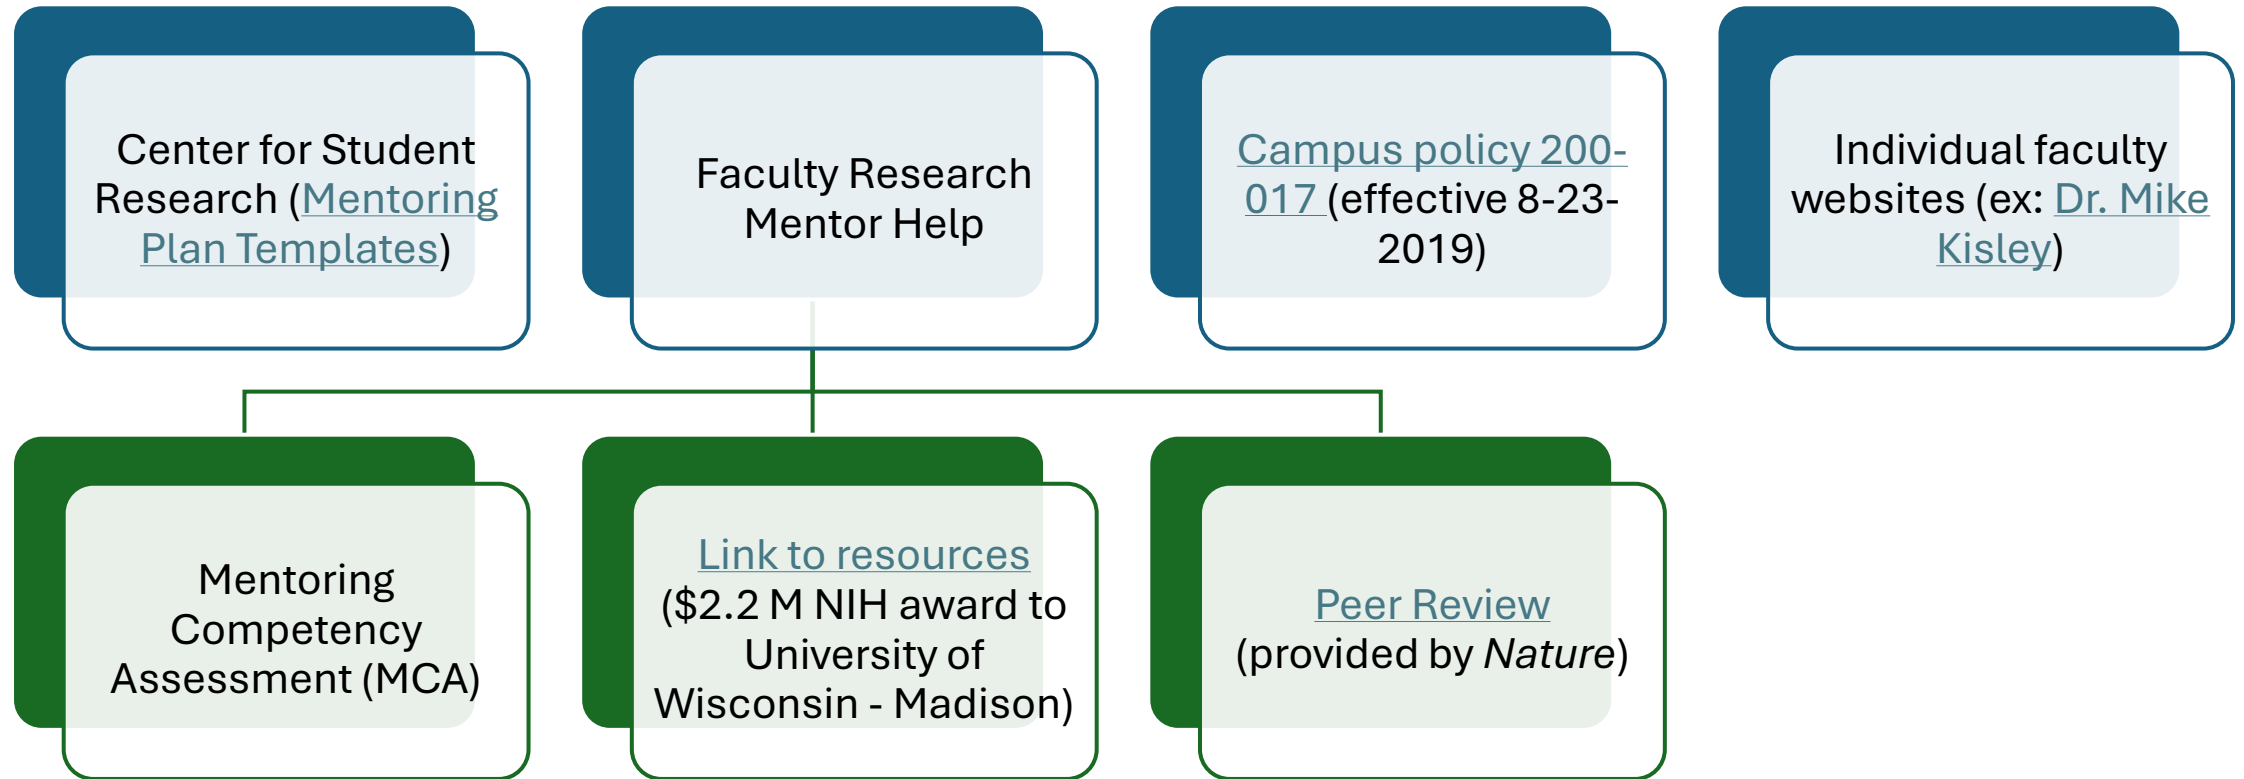 Center for Student
Research (Mentoring
Plan Templates)
Faculty Research
Mentor Help
Campus policy 200-
017 (effective 8-23-
2019)
Individual faculty
websites (ex: Dr. Mike
Kisley)
Mentoring
Competency
Assessment (MCA)
Link to resources
($2.2 M NIH award to
University of
Wisconsin - Madison)
Peer Review
(provided by Nature)